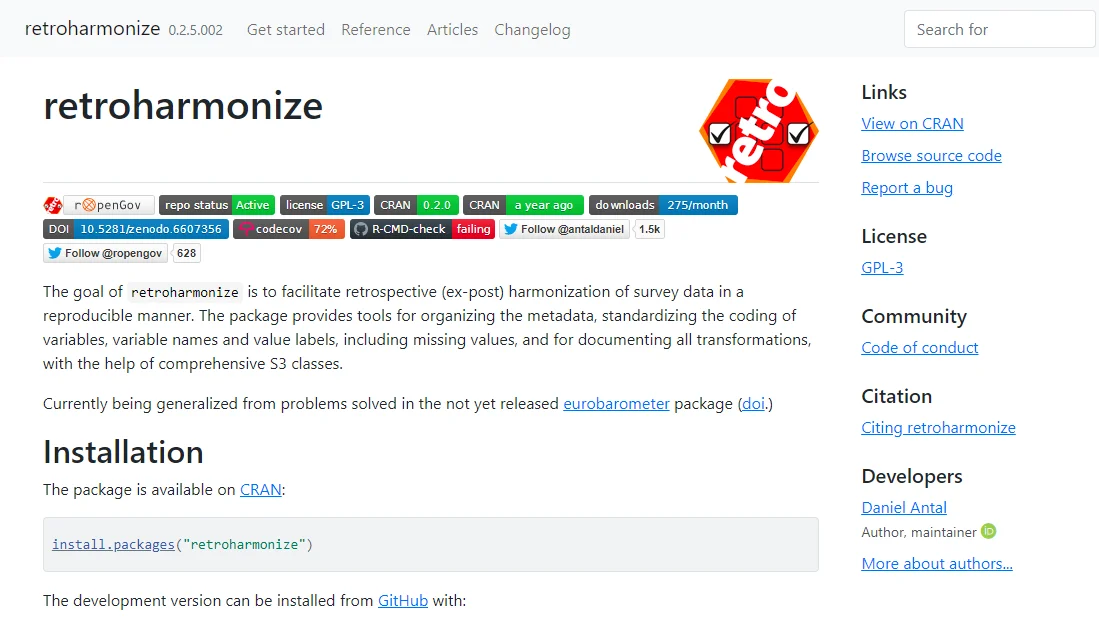 retroharmonize 0.2.5.002 Get started Reference Articles Changelog Search for
retroharmonize
retro
rOpenGov repo status Active license GPL-3 CRAN 0.2.0 CRAN a year ago downloads 275/month
DOI 10.5281/zenodo.6607356 codecov 72% R-CMD-check failing Follow @antaldaniel 1.5k
Follow @ropengov 628
The goal of retroharmonize is to facilitate retrospective (ex-post) harmonization of survey data in a
reproducible manner. The package provides tools for organizing the metadata, standardizing the coding of
variables, variable names and value labels, including missing values, and for documenting all transformations,
with the help of comprehensive S3 classes.
Currently being generalized from problems solved in the not yet released eurobarometer package (doi.)
Installation
The package is available on CRAN:
install.packages("retroharmonize")
The development version can be installed from GitHub with:
Links
View on CRAN
Browse source code
Report a bug
License
GPL-3
Community
Code of conduct
Citation
Citing retroharmonize
Developers
Daniel Antal
Author, maintainer iD
More about authors...